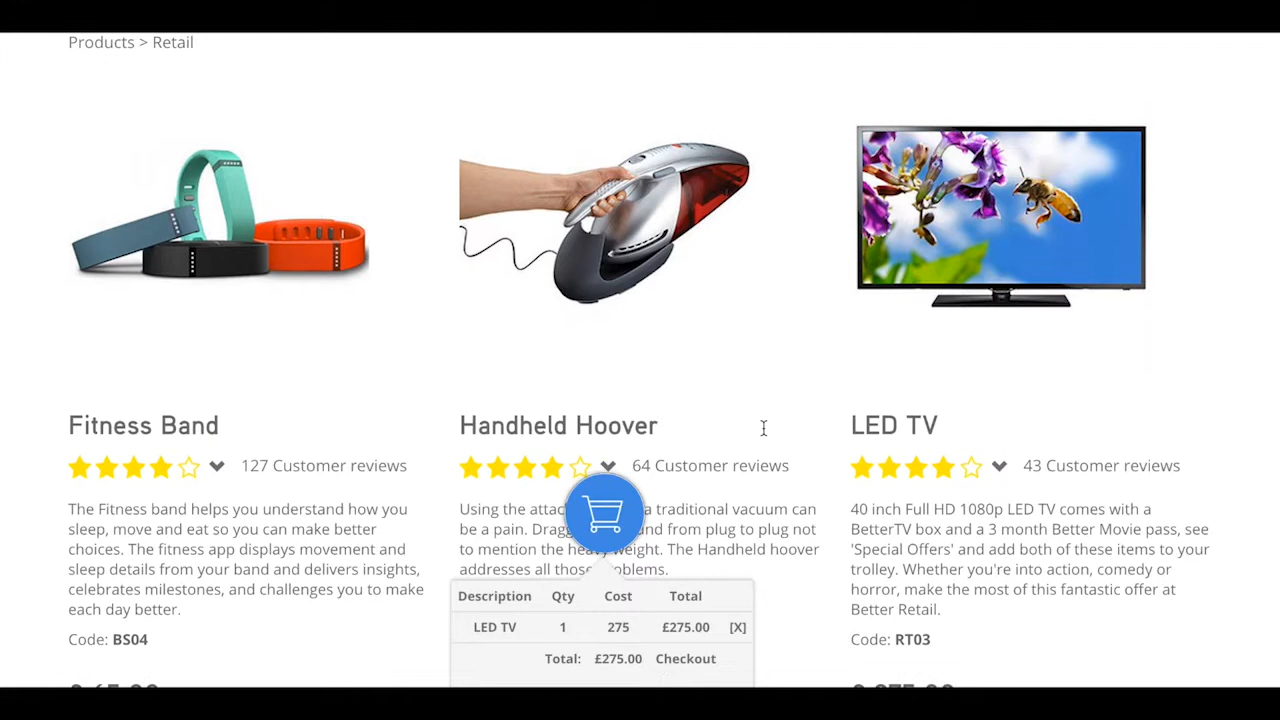 Products > Retail
Fitness Band
127 Customer reviews
The Fitness band helps you understand how you
sleep, move and eat so you can make better
choices. The fitness app displays movement and
sleep details from your band and delivers insights,
celebrates milestones, and challenges you to make
each day better.
Code: BS04
Handheld Hoover
64 Customer reviews
Using the a traditional vacuum can
be a pain. and from plug to plug not
to mention the weight. The Handheld hoover
addresses all those problems.
LED TV
43 Customer reviews
40 inch Full HD 1080p LED TV comes with a
BetterTV box and a 3 month Better Movie pass, see
'Special Offers' and add both of these items to your
trolley. Whether you're into action, comedy or
horror, make the most of this fantastic offer at
Better Retail.
Code: RT03
Description Qty Cost Total
LED TV 1 275 £275.00 [X]
Total: £275.00 Checkout